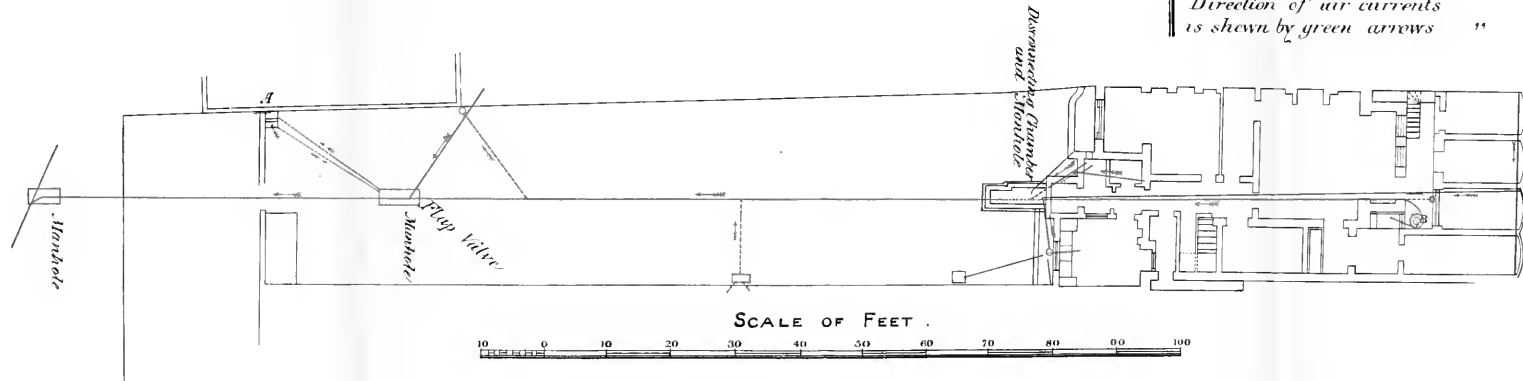 Direction of air currents
is shewn by green arrows "
Disconnecting Chamber
and Manhole
A
Manhole
Manhole
Flap Valve
SCALE OF FEET .
10 0 10 20 30 40 50 60 70 80 90 100